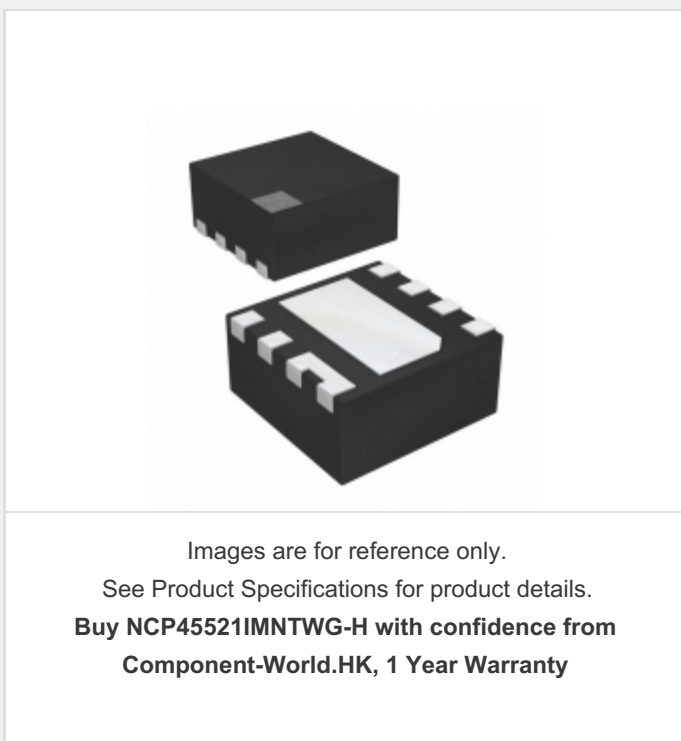 Images are for reference only.
See Product Specifications for product details.
Buy NCP45521IMNTWG-H with confidence from
Component-World.HK, 1 Year Warranty